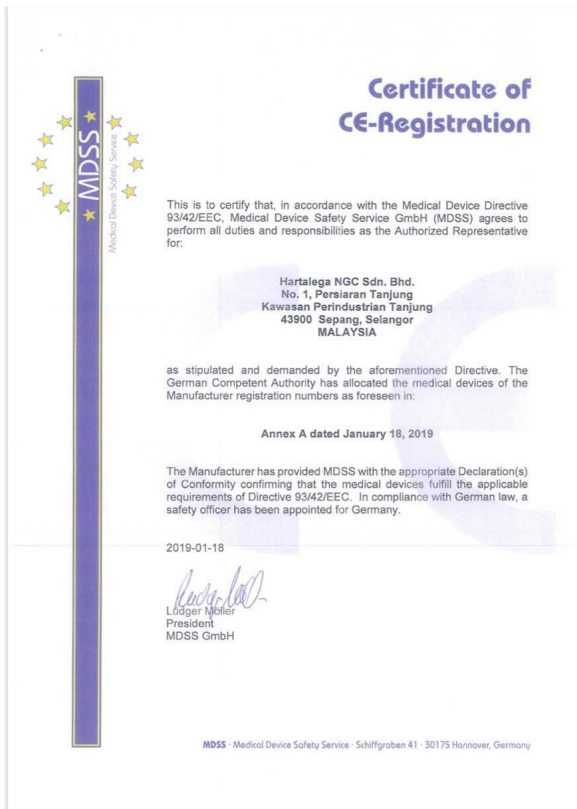 Certificate of
CE-Registration
★ MDSS ★
Medical Device Safety Service
This is to certify that, in accordance with the Medical Device Directive
93/42/EEC, Medical Device Safety Service GmbH (MDSS) agrees to
perform all duties and responsibilities as the Authorized Representative
for:
Hartalega NGC Sdn. Bhd.
No. 1, Persiaran Tanjung
Kawasan Perindustrian Tanjung
43900 Sepang, Selangor
MALAYSIA
as stipulated and demanded by the aforementioned Directive. The
German Competent Authority has allocated the medical devices of the
Manufacturer registration numbers as foreseen in:
Annex A dated January 18, 2019
The Manufacturer has provided MDSS with the appropriate Declaration(s)
of Conformity confirming that the medical devices fulfill the applicable
requirements of Directive 93/42/EEC. In compliance with German law, a
safety officer has been appointed for Germany.
2019-01-18
Ludger Möller
President
MDSS GmbH
MDSS · Medical Device Safety Service · Schiffgraben 41 · 30175 Hannover, Germany